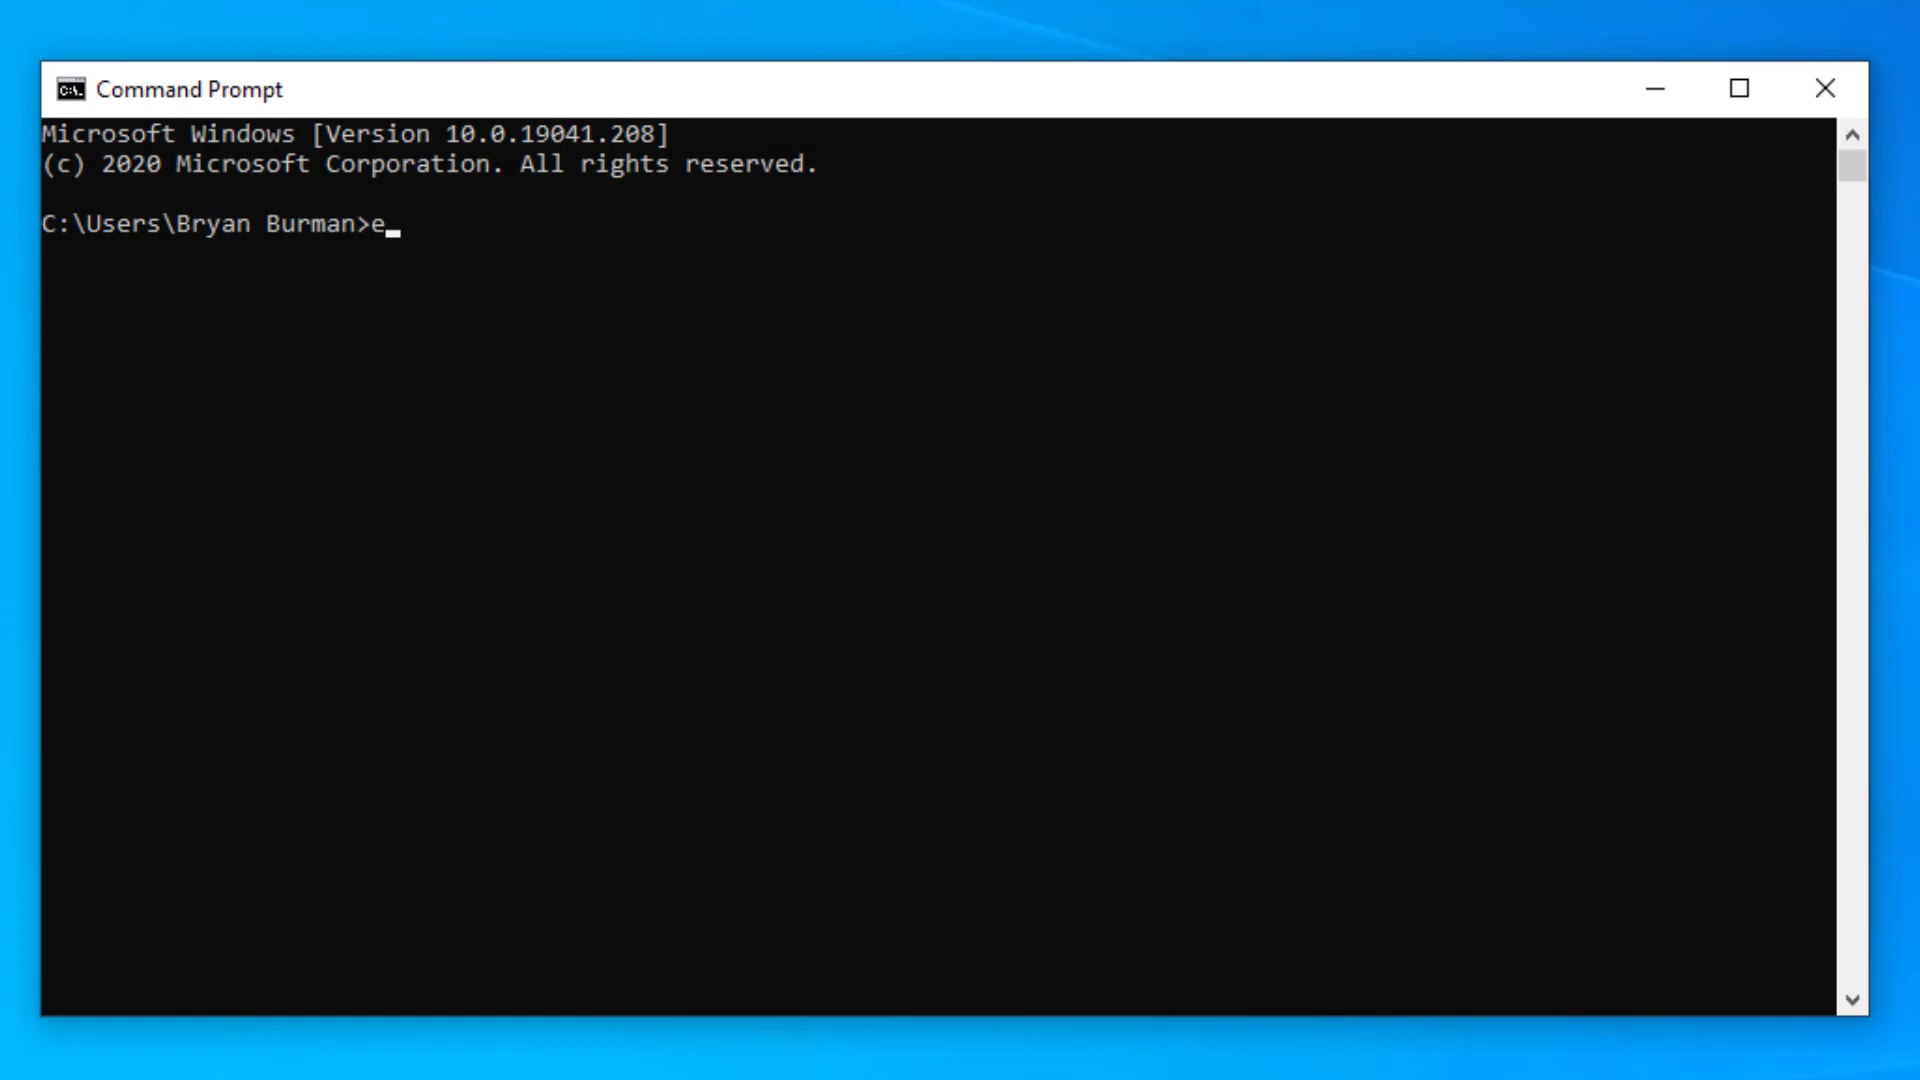 Command Prompt
Microsoft Windows [Version 10.0.19041.208]
(c) 2020 Microsoft Corporation. All rights reserved.
C:\Users\Bryan Burman>e